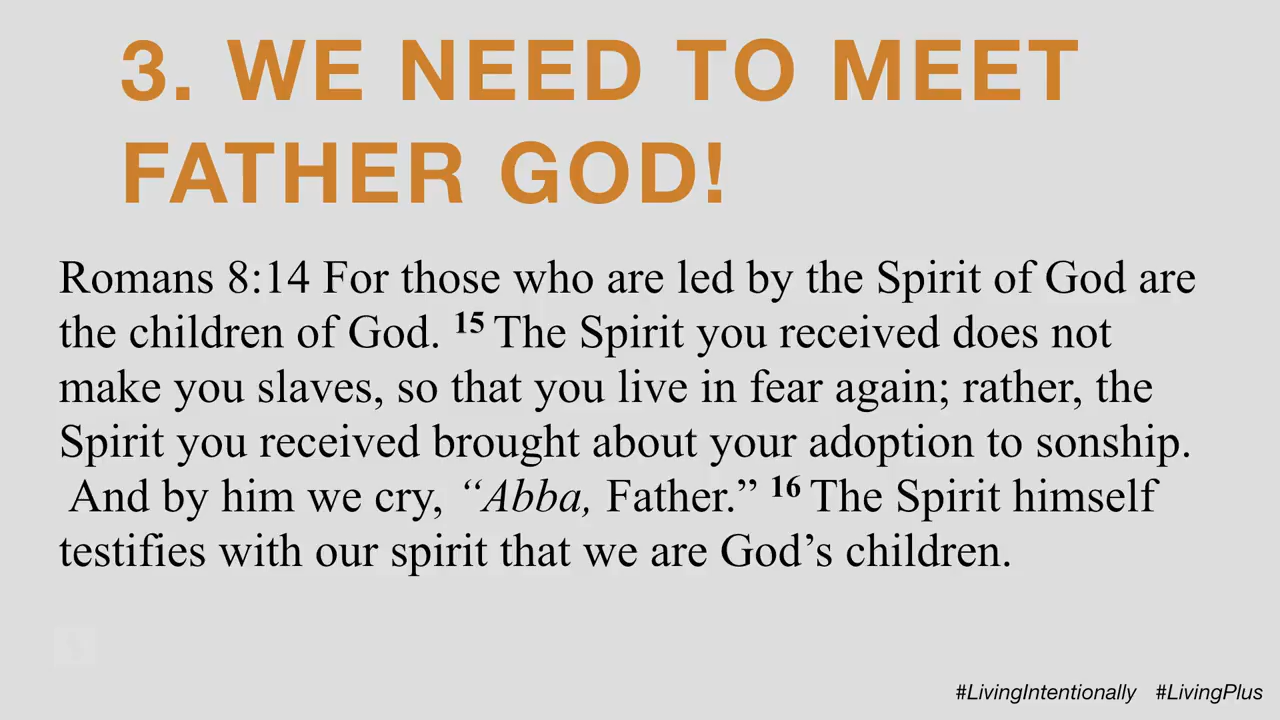 3. WE NEED TO MEET
FATHER GOD!
Romans 8:14 For those who are led by the Spirit of God are
the children of God. 15 The Spirit you received does not
make you slaves, so that you live in fear again; rather, the
Spirit you received brought about your adoption to sonship.
And by him we cry, “Abba, Father.” 16 The Spirit himself
testifies with our spirit that we are God’s children.
#LivingIntentionally #LivingPlus